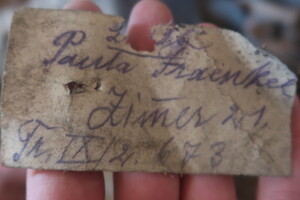 Paula Fraenkel
Zimer 21.
Tr. IX/2. 673